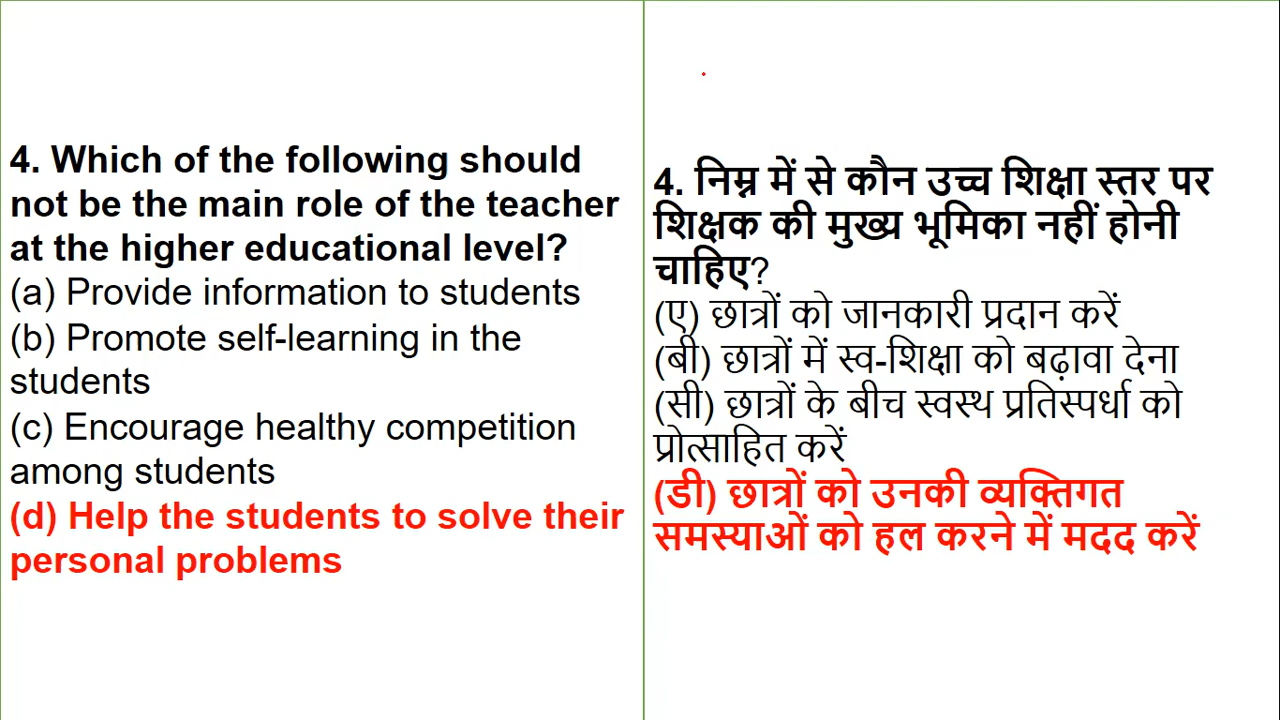 4. Which of the following should
not be the main role of the teacher
at the higher educational level?
(a) Provide information to students
(b) Promote self-learning in the
students
(c) Encourage healthy competition
among students
(d) Help the students to solve their
personal problems
4. निम्न में से कौन उच्च शिक्षा स्तर पर
शिक्षक की मुख्य भूमिका नहीं होनी
चाहिए?
(ए) छात्रों को जानकारी प्रदान करें
(बी) छात्रों में स्व-शिक्षा को बढ़ावा देना
(सी) छात्रों के बीच स्वस्थ प्रतिस्पर्धा को
प्रोत्साहित करें
(डी) छात्रों को उनकी व्यक्तिगत
समस्याओं को हल करने में मदद करें